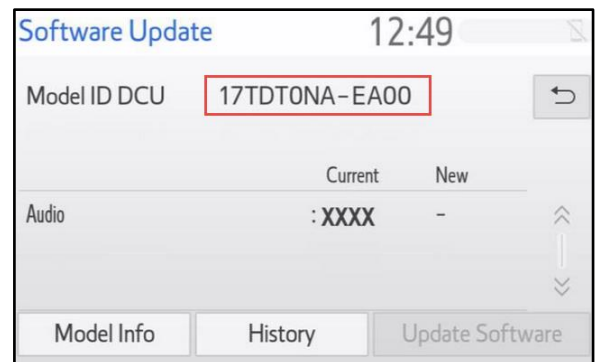 Software Update 12:49
Model ID DCU 17TDT0NA-EA00
Current New
Audio : XXXX -
Model Info History Update Software